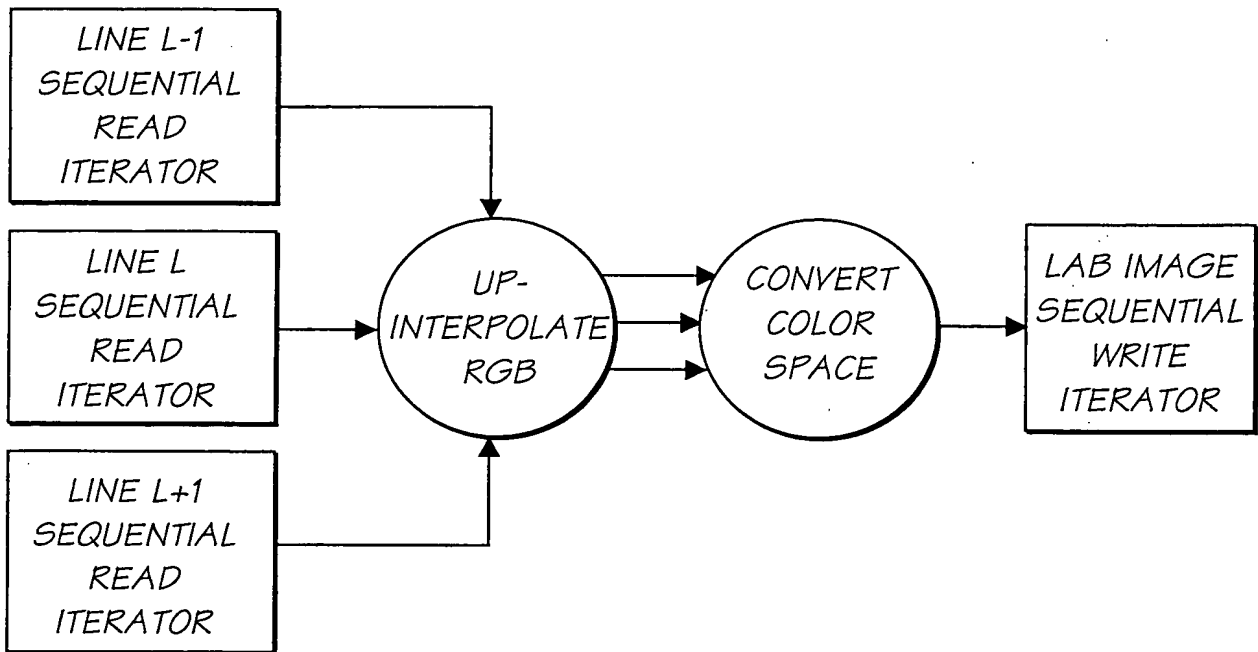 LINE L-1
SEQUENTIAL
READ
ITERATOR
LINE L
SEQUENTIAL
READ
ITERATOR
LINE L+1
SEQUENTIAL
READ
ITERATOR
UP-
INTERPOLATE
RGB
CONVERT
COLOR
SPACE
LAB IMAGE
SEQUENTIAL
WRITE
ITERATOR